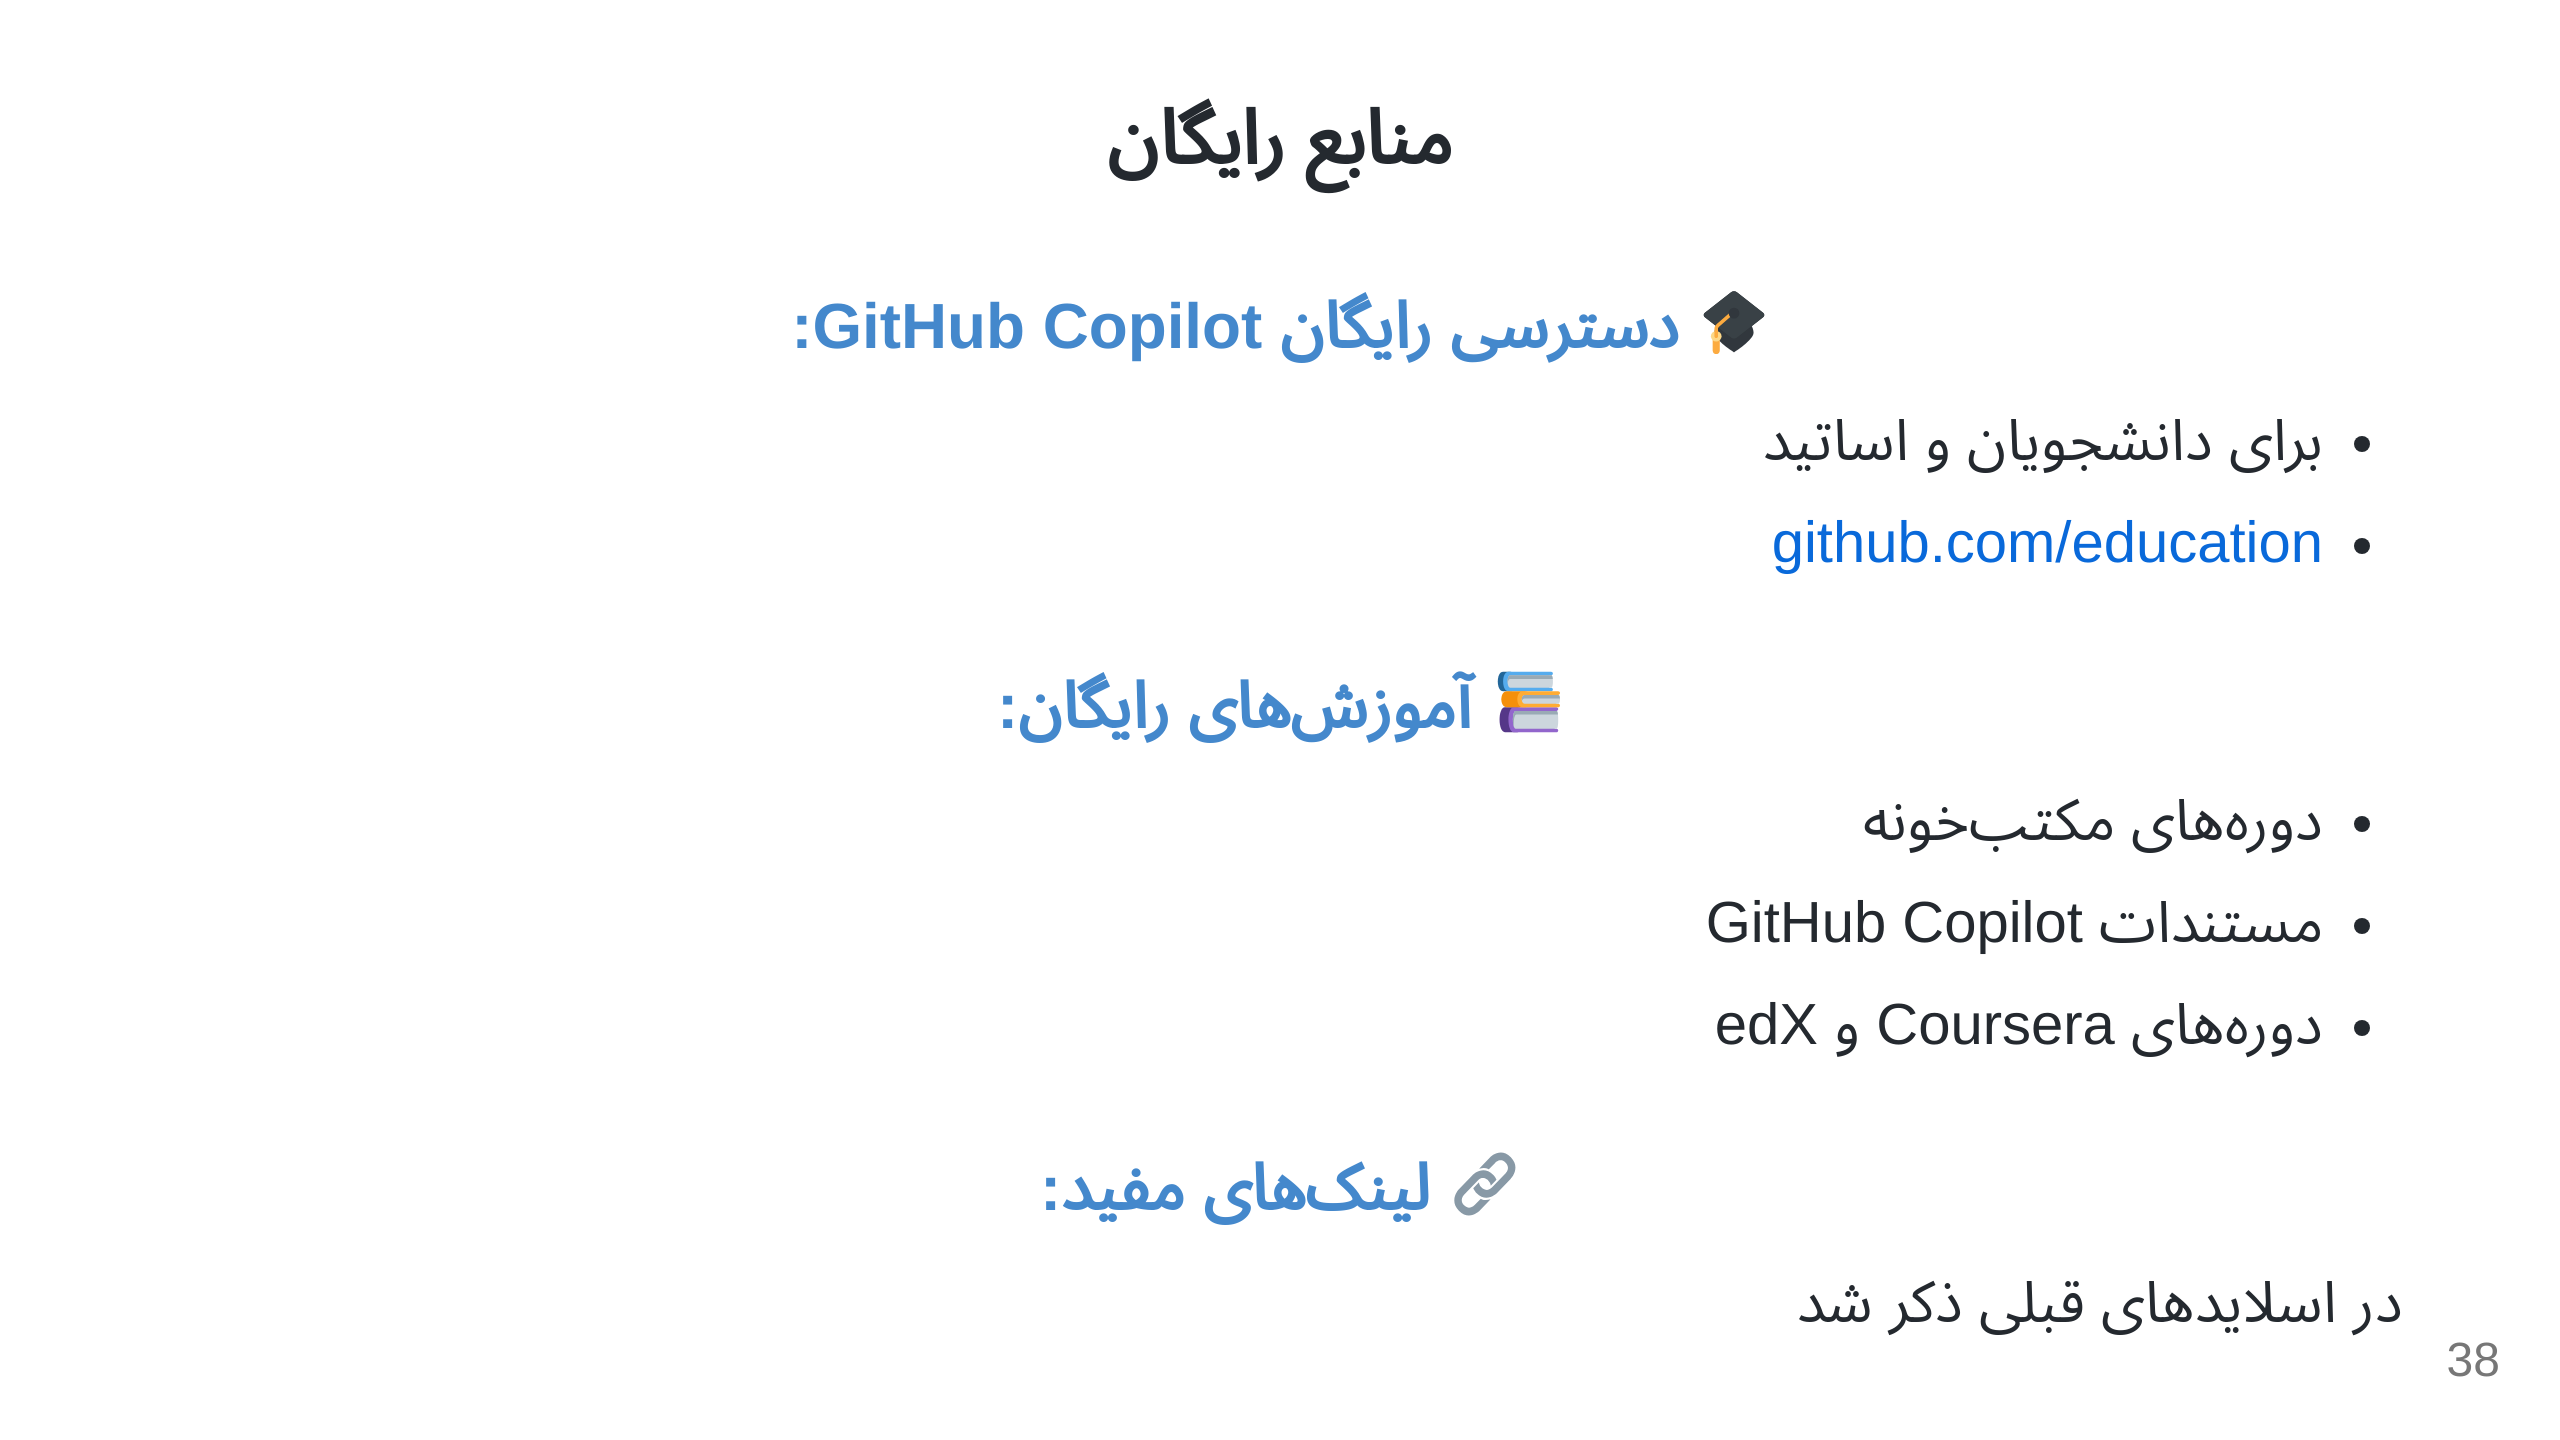 منابع رایگان
🎓 دسترسی رایگان GitHub Copilot:
• برای دانشجویان و اساتید
• github.com/education
📚 آموزش‌های رایگان:
• دوره‌های مکتب‌خونه
• مستندات GitHub Copilot
• دوره‌های Coursera و edX
🔗 لینک‌های مفید:
در اسلایدهای قبلی ذکر شد
38